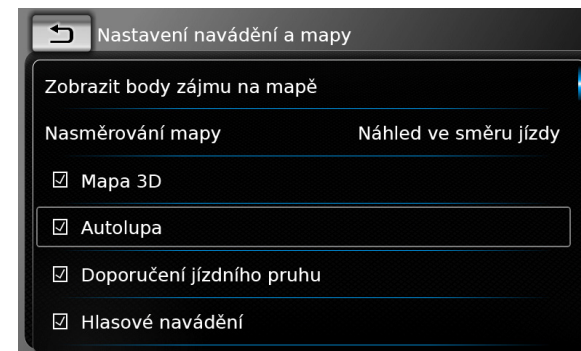 Nastavení navádění a mapy
Zobrazit body zájmu na mapě
Nasměrování mapy Náhled ve směru jízdy
Mapa 3D
Autolupa
Doporučení jízdního pruhu
Hlasové navádění